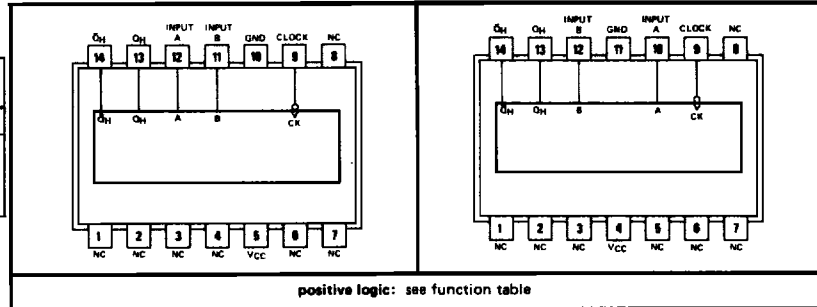 Q̄H QH INPUT A INPUT B GND CLOCK NC
14 13 12 11 10 9 8
Q̄H QH A B CK
1 2 3 4 5 6 7
NC NC NC NC VCC NC NC
Q̄H QH INPUT B GND INPUT A CLOCK NC
14 13 12 11 10 9 8
Q̄H QH B A CK
1 2 3 4 5 6 7
NC NC NC VCC NC NC NC
positive logic: see function table